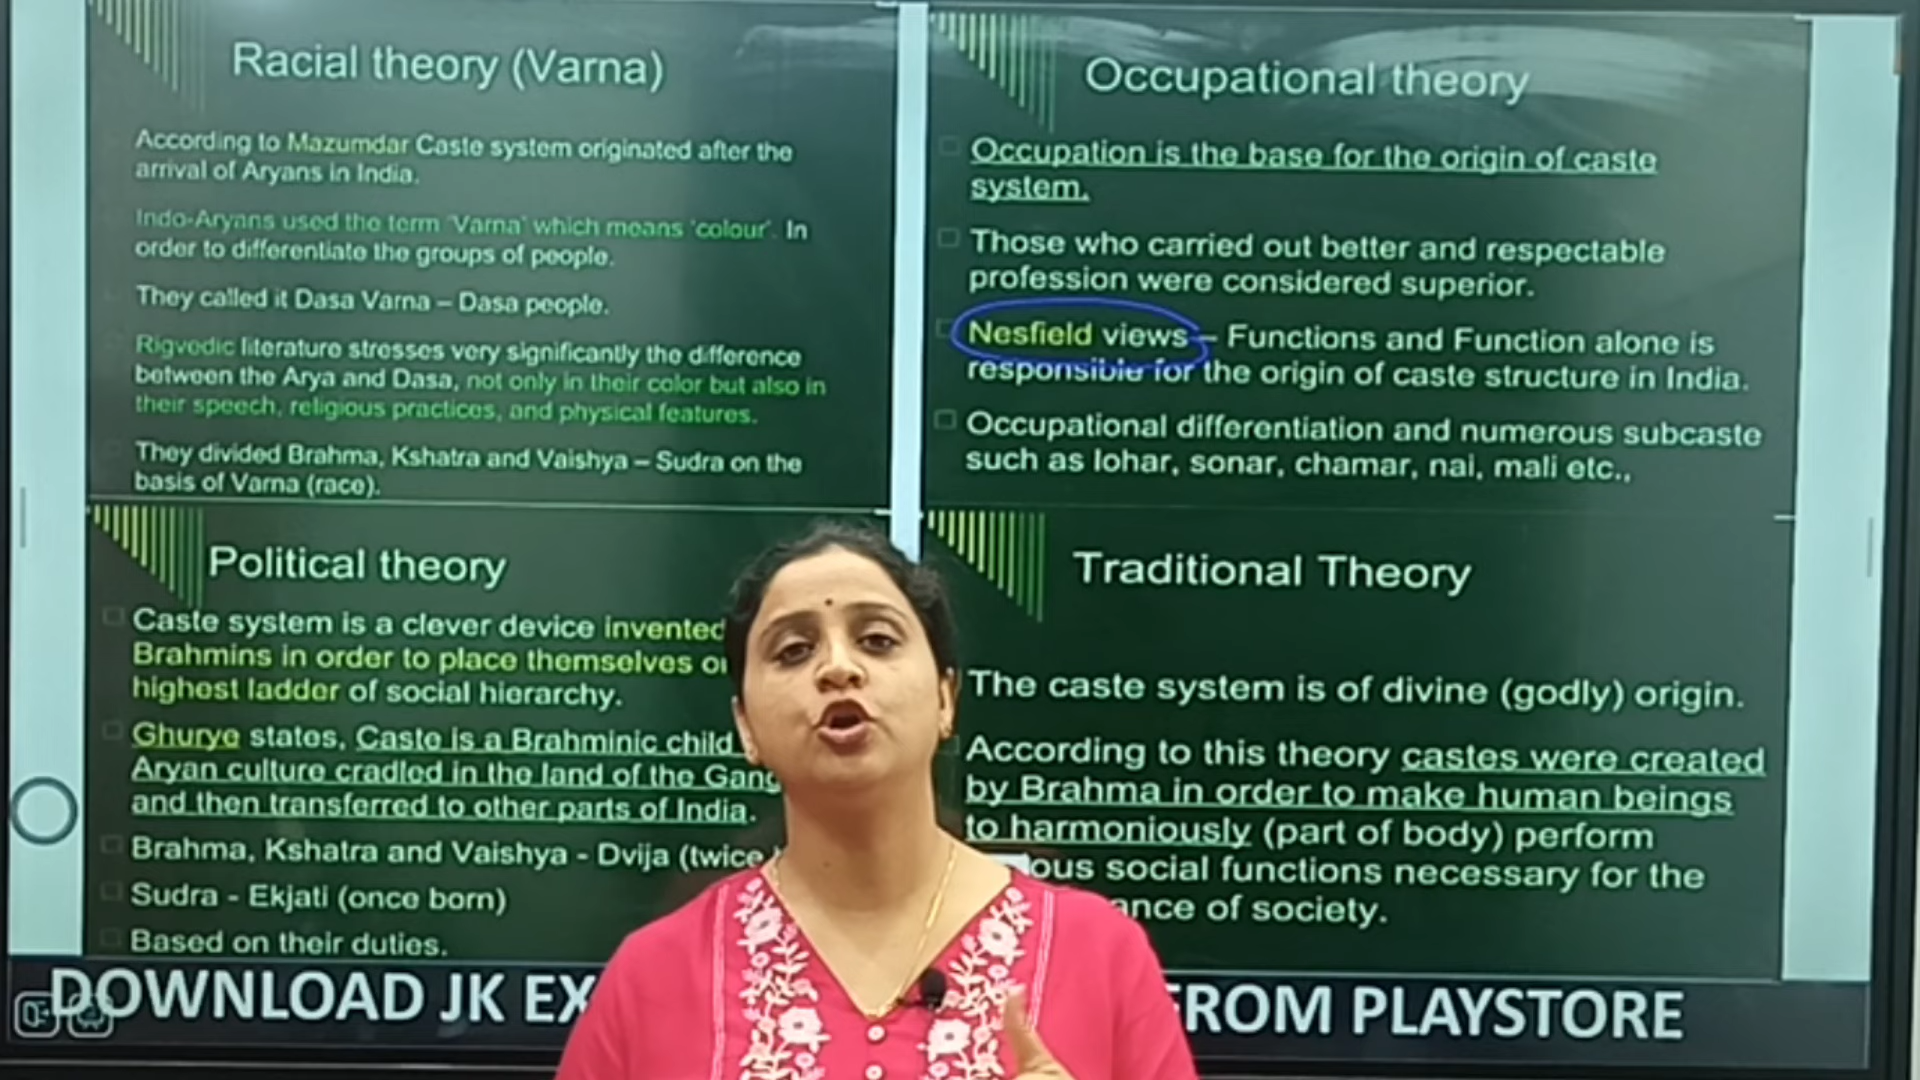 Racial theory (Varna)
According to Mazumdar Caste system originated after the
arrival of Aryans in India.
Indo-Aryans used the term 'Varna' which means 'colour'. In
order to differentiate the groups of people.
They called it Dasa Varna – Dasa people.
Rigvedic literature stresses very significantly the difference
between the Arya and Dasa, not only in their color but also in
their speech, religious practices, and physical features.
They divided Brahma, Kshatra and Vaishya – Sudra on the
basis of Varna (race).
Occupational theory
Occupation is the base for the origin of caste
system.
Those who carried out better and respectable
profession were considered superior.
Nesfield views – Functions and Function alone is
responsible for the origin of caste structure in India.
Occupational differentiation and numerous subcaste
such as lohar, sonar, chamar, nai, mali etc.,
Political theory
Caste system is a clever device invented
Brahmins in order to place themselves
highest ladder of social hierarchy.
Ghurye states, Caste is a Brahminic child
Aryan culture cradled in the land of the
and then transferred to other parts of India.
Brahma, Kshatra and Vaishya - Dvija (twice
Sudra - Ekjati (once born)
Based on their duties.
Traditional Theory
The caste system is of divine (godly) origin.
According to this theory castes were created
by Brahma in order to make human beings
to harmoniously (part of body) perform
social functions necessary for the
of society.
DOWNLOAD JK FROM PLAYSTORE